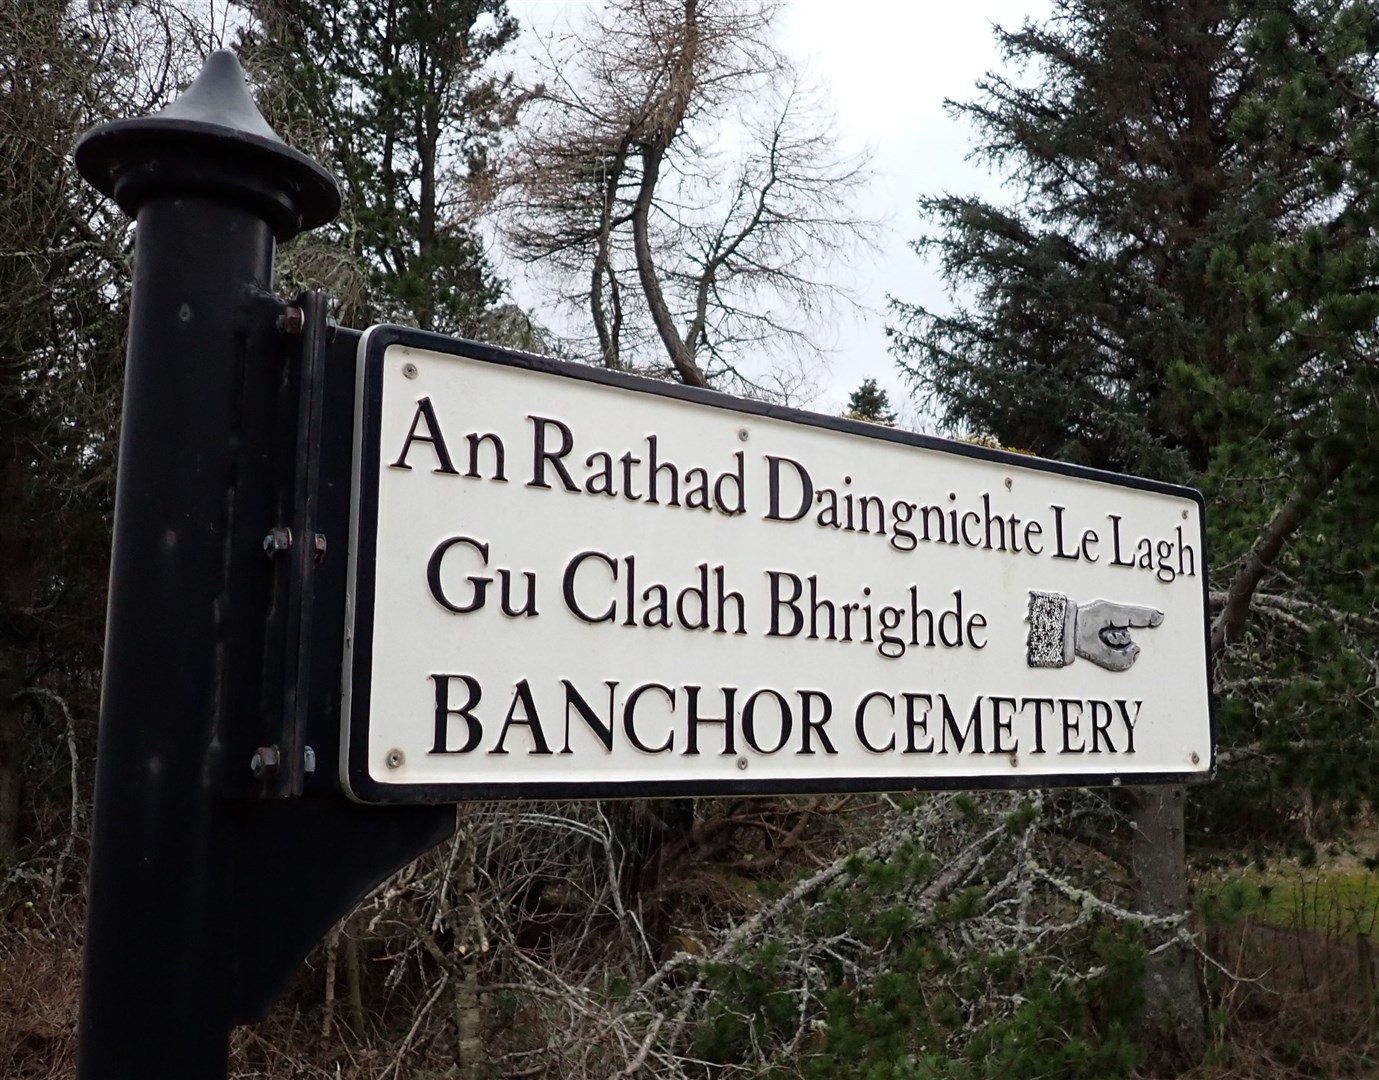 An Rathad Daingnichte Le Lagh
Gu Cladh Bhrighde
BANCHOR CEMETERY